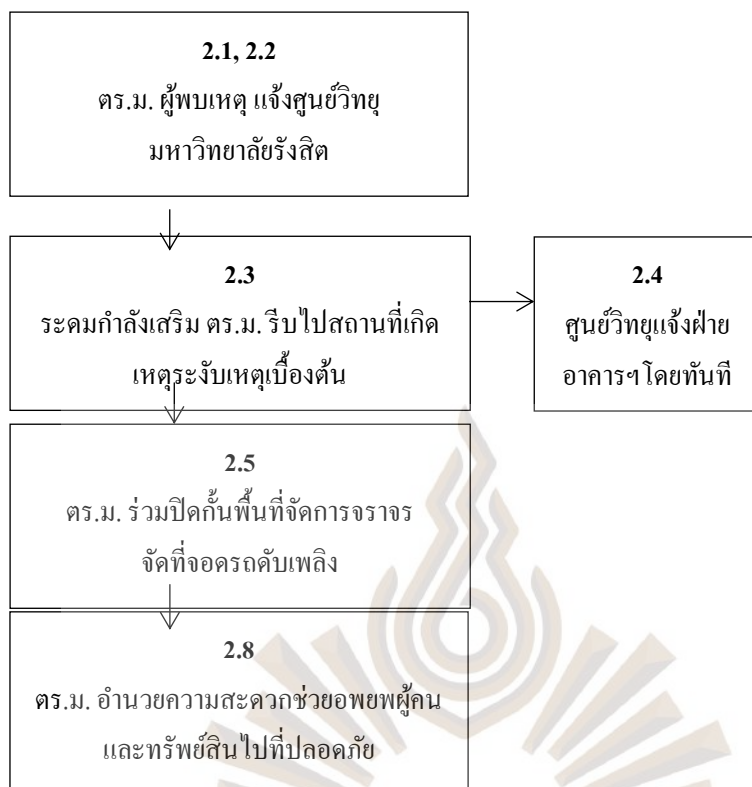 2.1, 2.2
ตร.ม. ผู้พบเหตุ แจ้งศูนย์วิทยุ
มหาวิทยาลัยรังสิต
2.3
ระดมกำลังเสริม ตร.ม. รีบไปสถานที่เกิด
เหตุระงับเหตุเบื้องต้น
2.4
ศูนย์วิทยุแจ้งฝ่าย
อาคารฯ โดยทันที
2.5
ตร.ม. ร่วมปิดกั้นพื้นที่จัดการจราจร
จัดที่จอดรถดับเพลิง
2.8
ตร.ม. อำนวยความสะดวกช่วยอพยพผู้คน
และทรัพย์สินไปที่ปลอดภัย